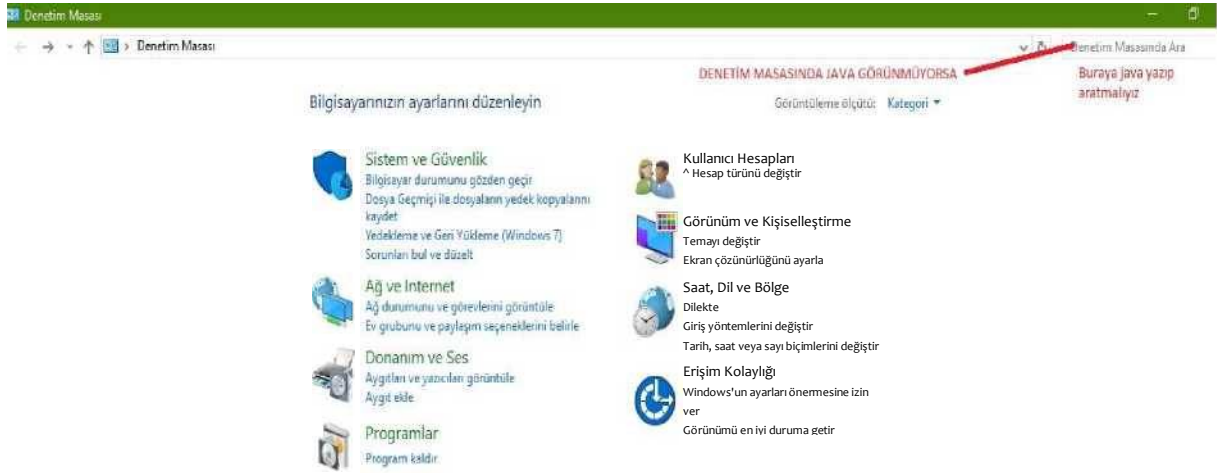 Denetim Masası
Denetim Masası
Denetim Masasında Ara
DENETİM MASASINDA JAVA GÖRÜNMÜYORSA
Buraya java yazıp
aratmalıyız
Bilgisayarınızın ayarlarını düzenleyin
Görüntüleme ölçütü: Kategori
Sistem ve Güvenlik
Bilgisayar durumunu gözden geçir
Dosya Geçmişi ile dosyaların yedek kopyalarını
kaydet
Yedekleme ve Geri Yükleme (Windows 7)
Sorunları bul ve düzelt
Ağ ve Internet
Ağ durumunu ve görevlerini görüntüle
Ev grubunu ve paylaşım seçeneklerini belirle
Donanım ve Ses
Aygıtları ve yazıcıları görüntüle
Aygıt ekle
Programlar
Program kaldır
Kullanıcı Hesapları
^ Hesap türünü değiştir
Görünüm ve Kişiselleştirme
Temayı değiştir
Ekran çözünürlüğünü ayarla
Saat, Dil ve Bölge
Dilekte
Giriş yöntemlerini değiştir
Tarih, saat veya sayı biçimlerini değiştir
Erişim Kolaylığı
Windows'un ayarları önermesine izin
ver
Görünümü en iyi duruma getir